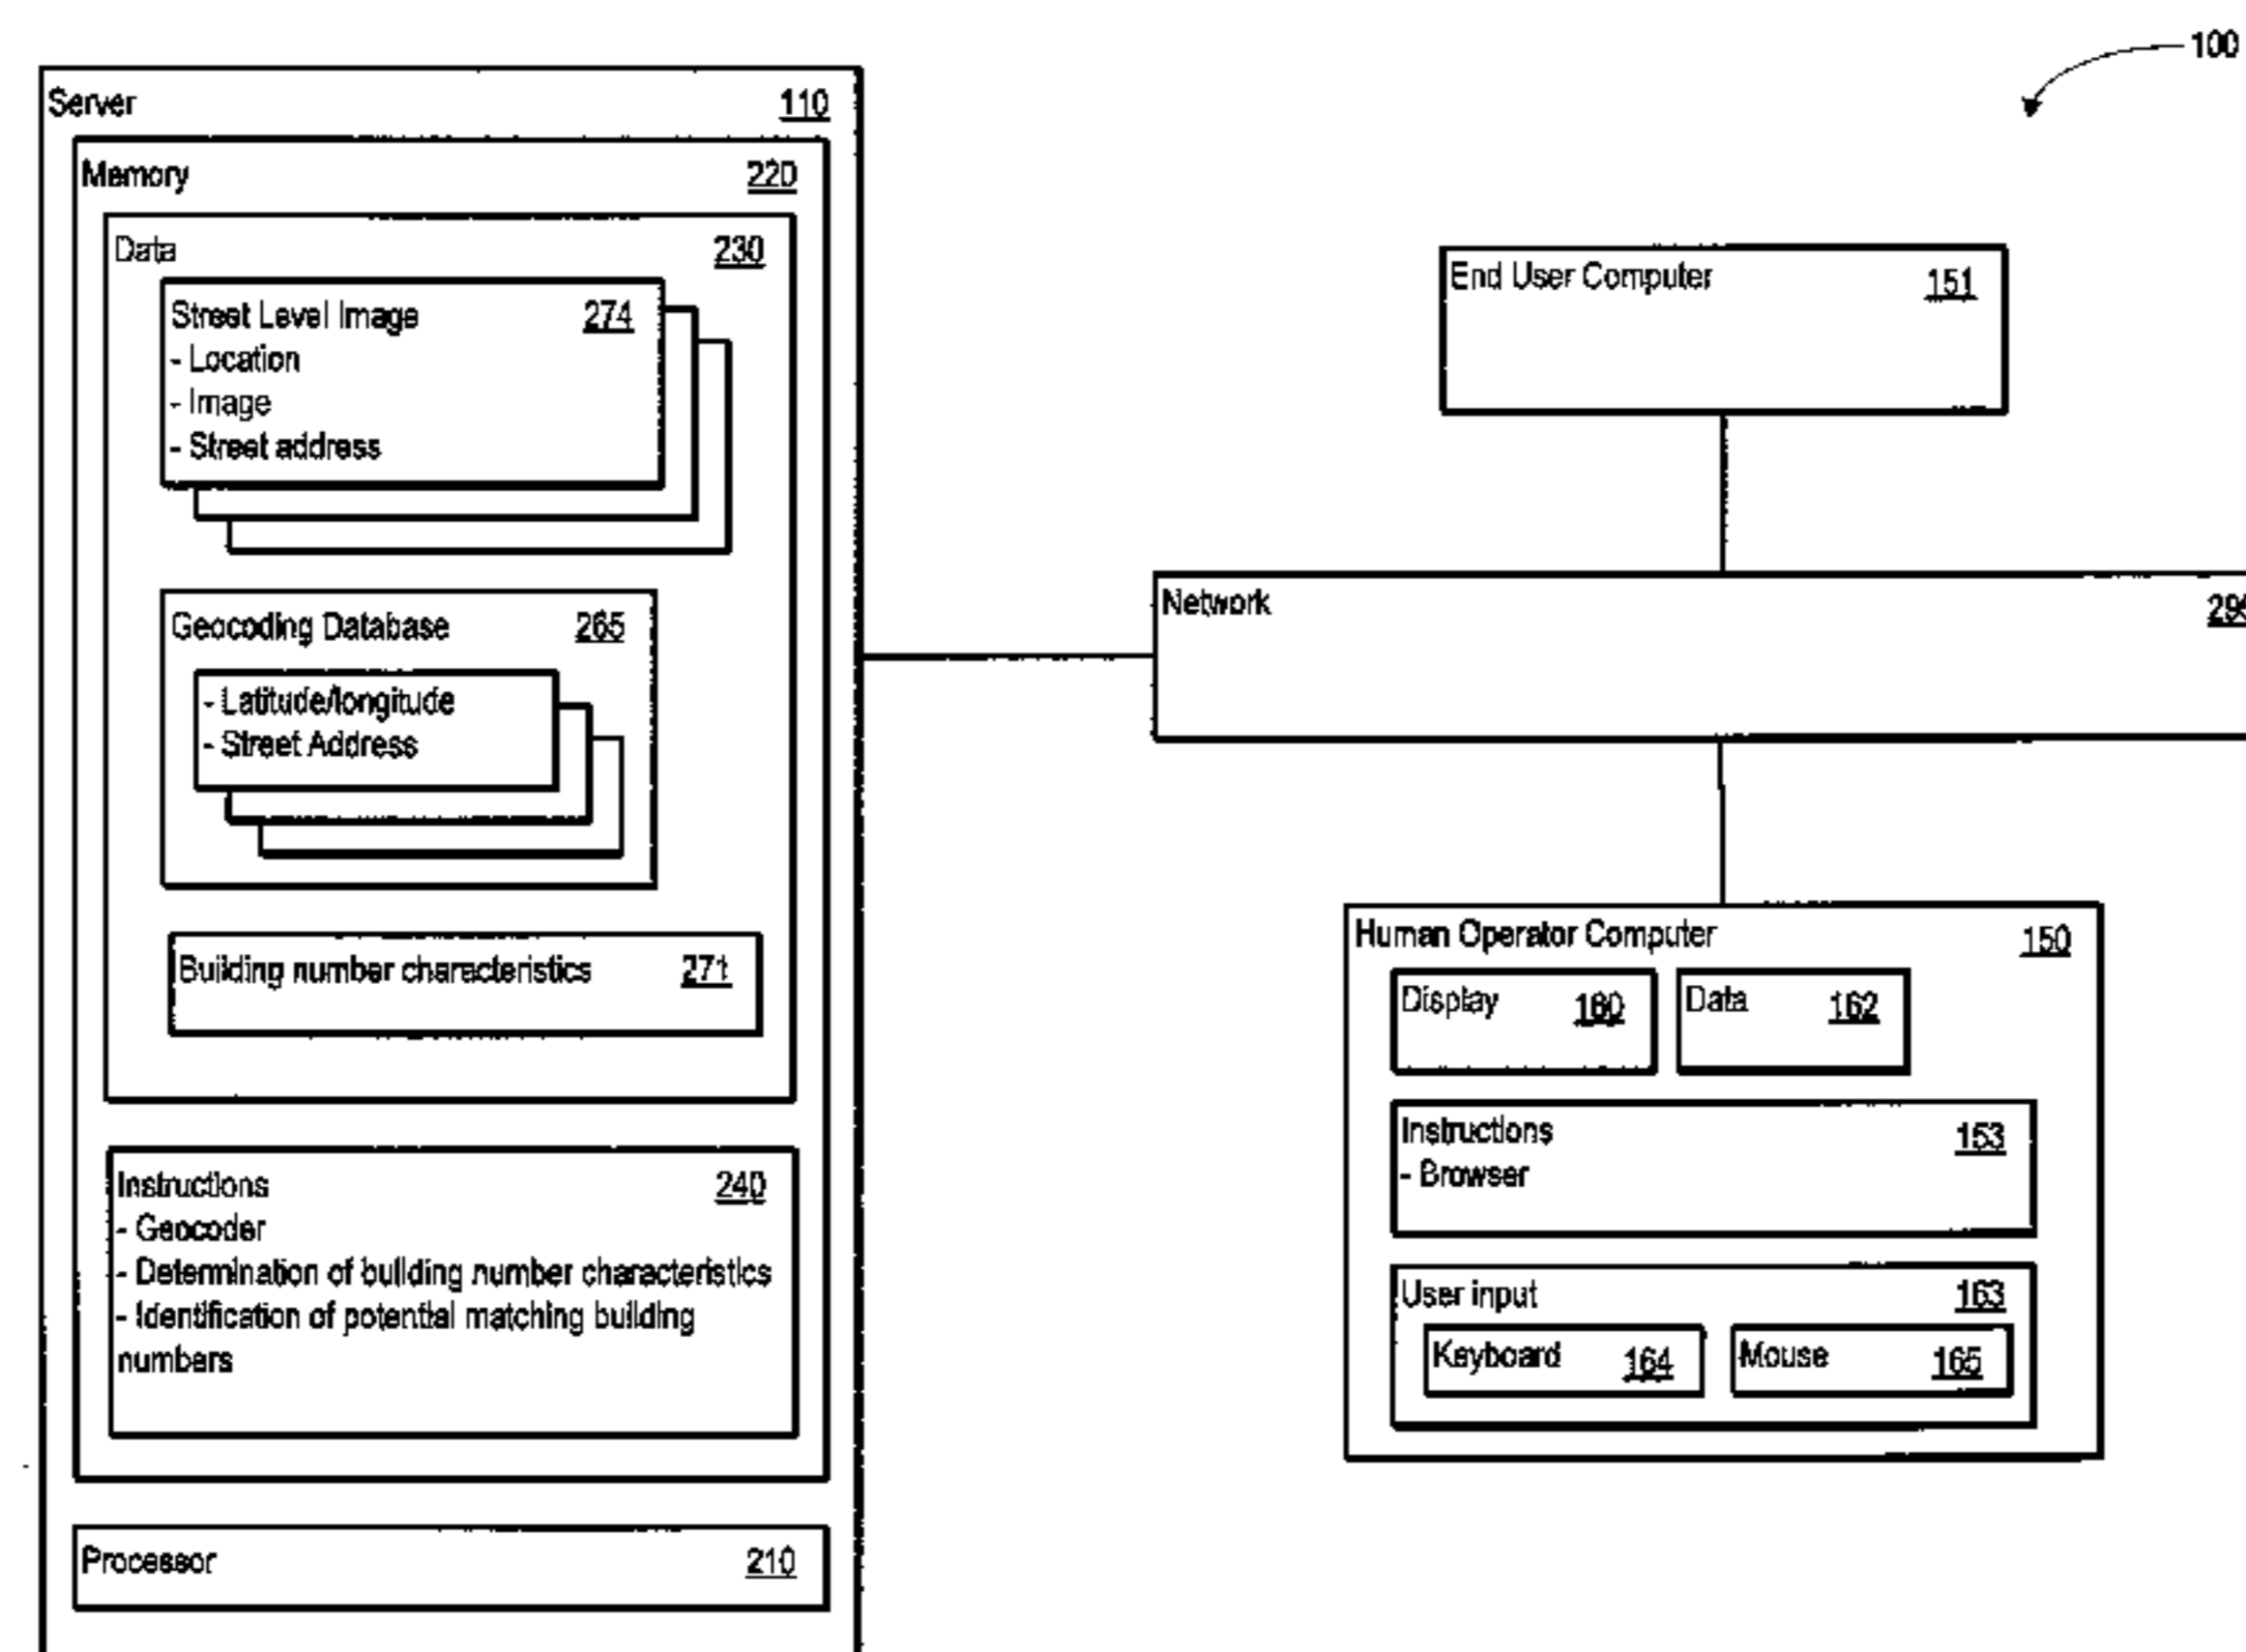 100
Server 110
Memory 220
Data 230
Street Level Image 274
- Location
- Image
- Street address
Geocoding Database 265
- Latitude/longitude
- Street Address
Building number characteristics 271
Instructions 240
- Geocoder
- Determination of building number characteristics
- Identification of potential matching building
numbers
Processor 210
End User Computer 151
Network
Human Operator Computer 150
Display 160
Data 162
Instructions 153
- Browser
User input 163
Keyboard 164
Mouse 165